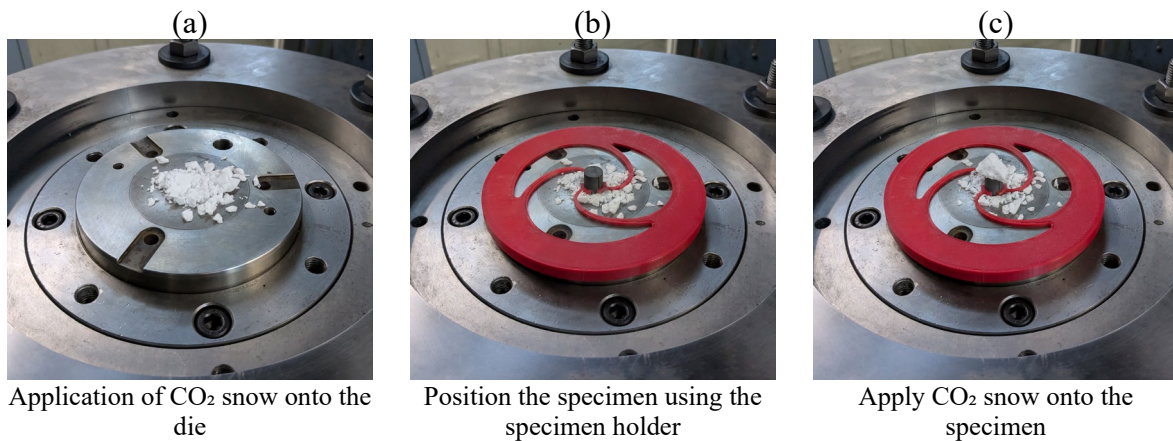 (a)
(b)
(c)
Application of CO₂ snow onto the
die
Position the specimen using the
specimen holder
Apply CO₂ snow onto the
specimen